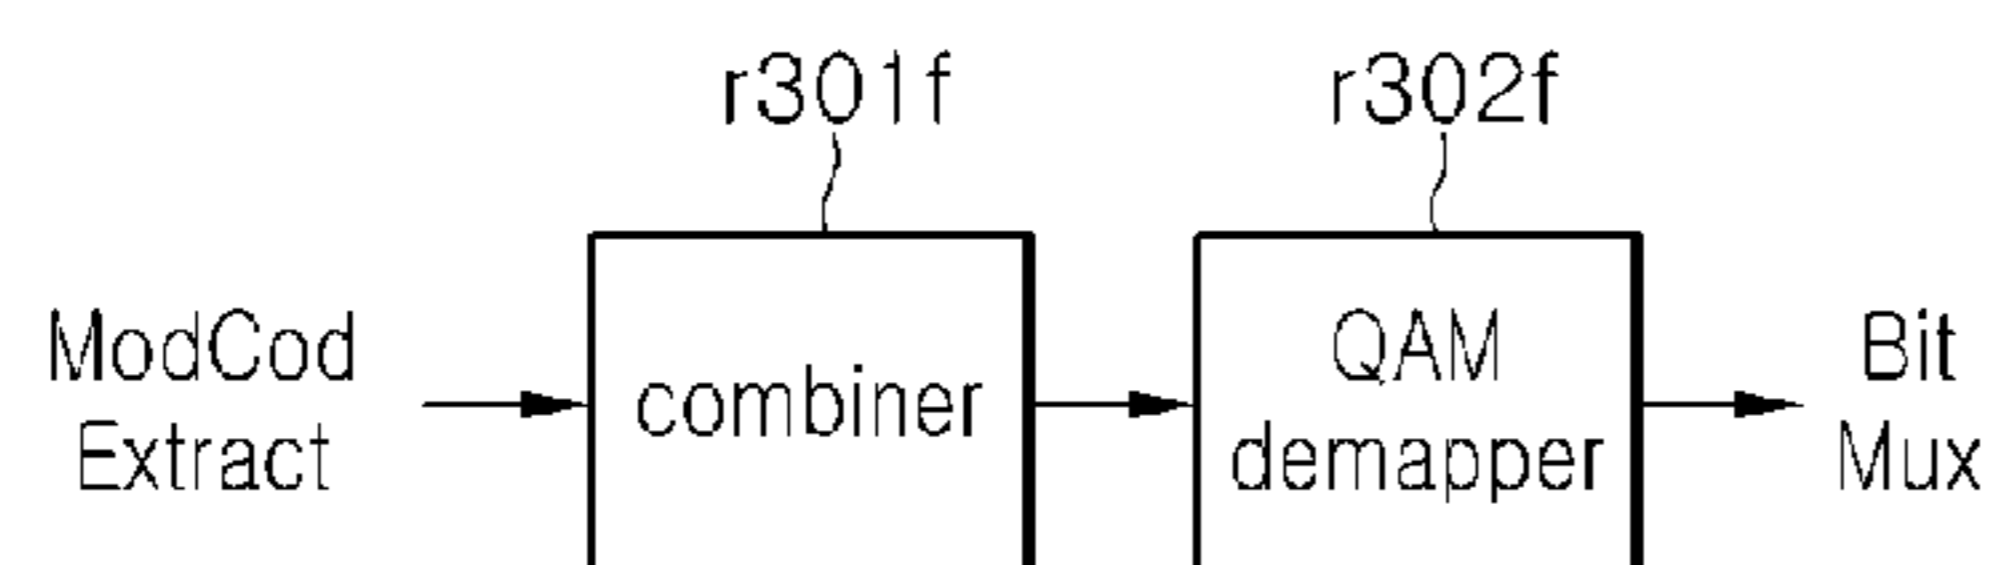 r301f
r302f
ModCod
Extract
combiner
QAM
demapper
Bit
Mux